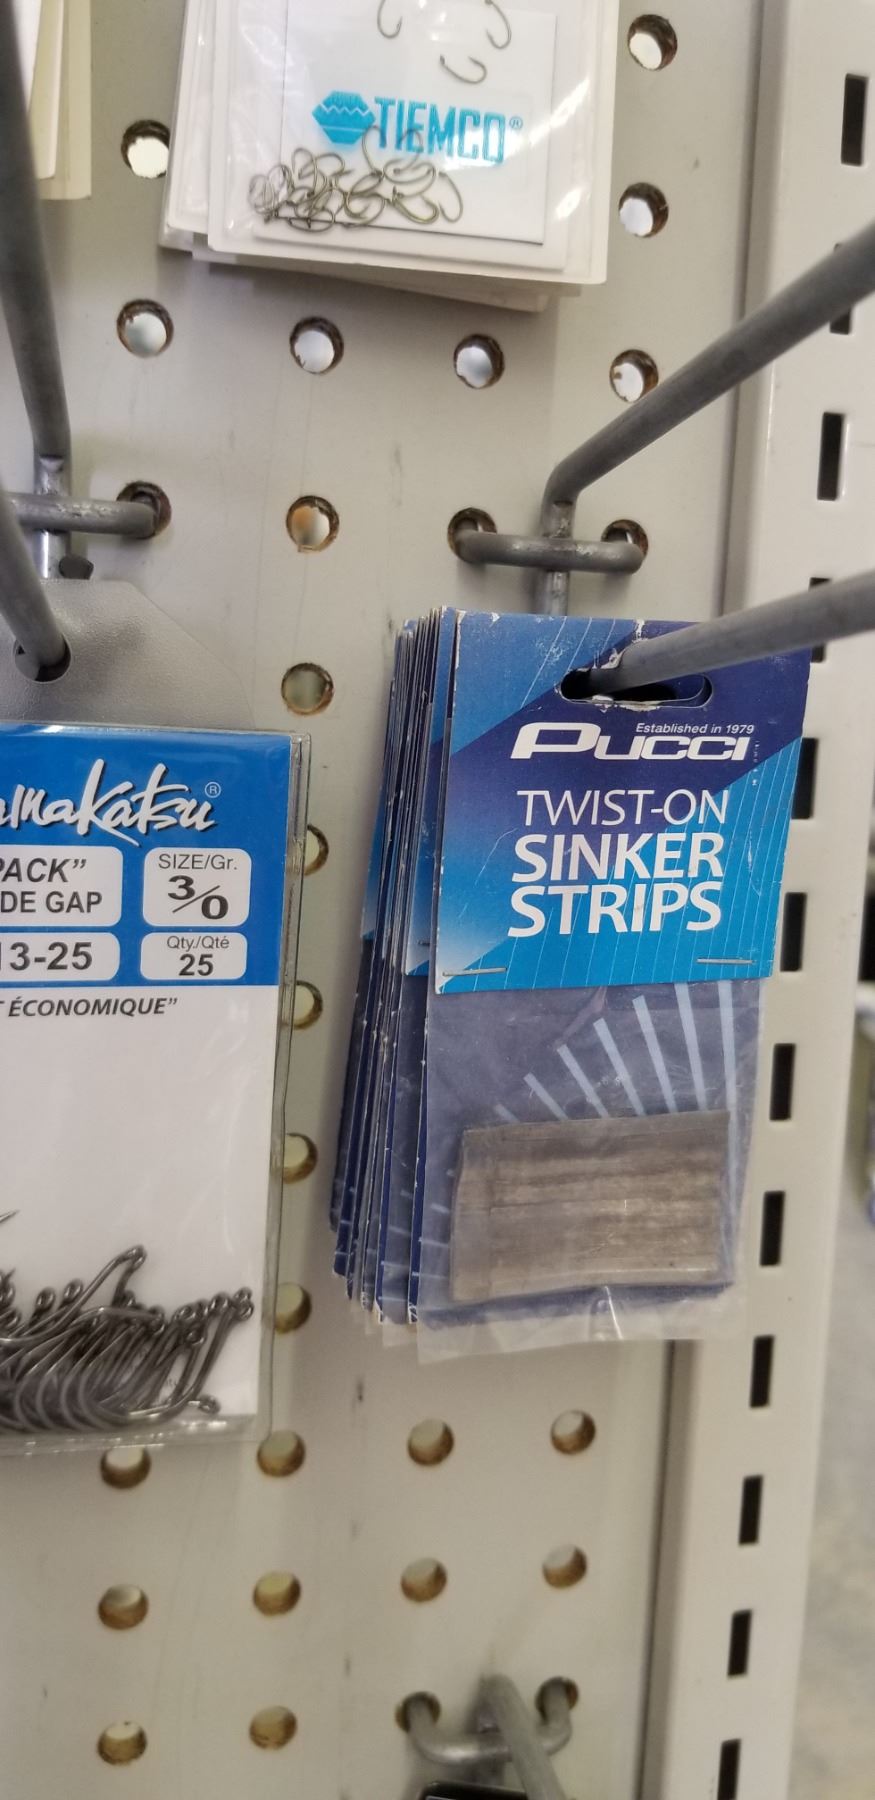 TIEMCO®
Established in 1979
PUCCI
TWIST-ON
SINKER
STRIPS
amakatsu®
PACK”
DE GAP
SIZE/Gr.
3/0
13-25
Qty./Qté
25
T ÉCONOMIQUE”